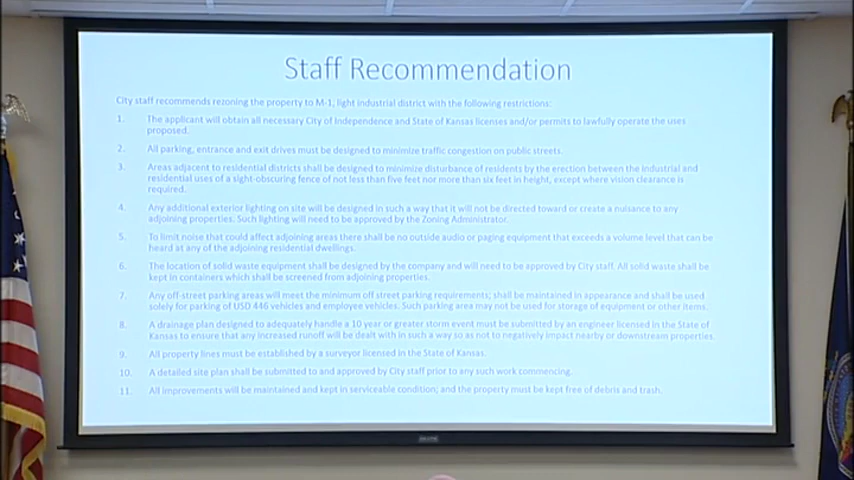 Staff Recommendation
City staff recommends rezoning the property to M-1, light industrial district with the following restrictions:
1. The applicant will obtain all necessary City of Independence and State of Kansas licenses and/or permits to lawfully operate the uses
proposed.
2. All parking, entrance and exit drives must be designed to minimize traffic congestion on public streets.
3. Areas adjacent to residential districts shall be designed to minimize disturbance of residents by the erection between the industrial and
residential uses of a sight-obscuring fence of not less than five feet nor more than six feet in height, except where vision clearance is
required.
4. Any additional exterior lighting on site will be designed in such a way that it will not be directed toward or create a nuisance to any
adjoining properties. Such lighting will need to be approved by the Zoning Administrator.
5. To limit noise that could affect adjoining areas there shall be no outside audio or paging equipment that exceeds a volume level that can be
heard at any of the adjoining residential dwellings.
6. The location of solid waste equipment shall be designed by the company and will need to be approved by City staff. All solid waste shall be
kept in containers which shall be screened from adjoining properties.
7. Any off-street parking areas will meet the minimum off street parking requirements; shall be maintained in appearance and shall be used
solely for parking of USD 446 vehicles and employee vehicles. Such parking area may not be used for storage of equipment or other items.
8. A drainage plan designed to adequately handle a 10 year or greater storm event must be submitted by an engineer licensed in the State of
Kansas to ensure that any increased runoff will be dealt with in such a way so as not to negatively impact nearby or downstream properties.
9. All property lines must be established by a surveyor licensed in the State of Kansas.
10. A detailed site plan shall be submitted to and approved by City staff prior to any such work commencing.
11. All improvements will be maintained and kept in serviceable condition; and the property must be kept free of debris and trash.